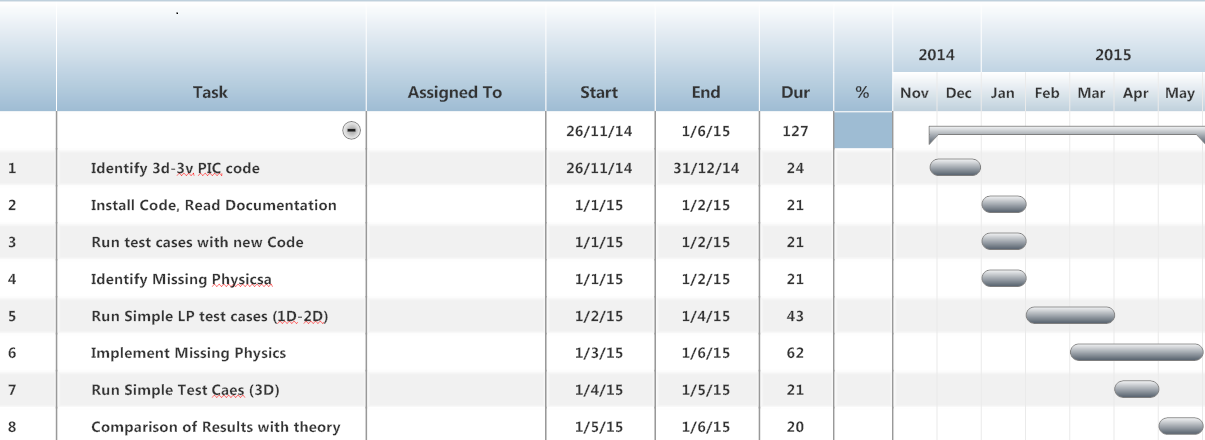 2014 2015
Task Assigned To Start End Dur % Nov Dec Jan Feb Mar Apr May
26/11/14 1/6/15 127
1 Identify 3d-3v PIC code 26/11/14 31/12/14 24
2 Install Code, Read Documentation 1/1/15 1/2/15 21
3 Run test cases with new Code 1/1/15 1/2/15 21
4 Identify Missing Physicsa 1/1/15 1/2/15 21
5 Run Simple LP test cases (1D-2D) 1/2/15 1/4/15 43
6 Implement Missing Physics 1/3/15 1/6/15 62
7 Run Simple Test Caes (3D) 1/4/15 1/5/15 21
8 Comparison of Results with theory 1/5/15 1/6/15 20